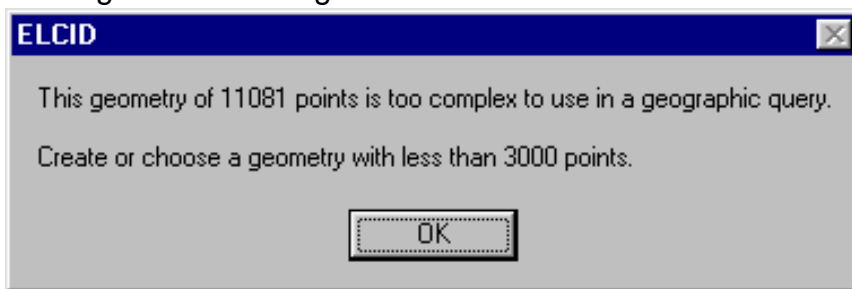 ELCID
This geometry of 11081 points is too complex to use in a geographic query.
Create or choose a geometry with less than 3000 points.
OK